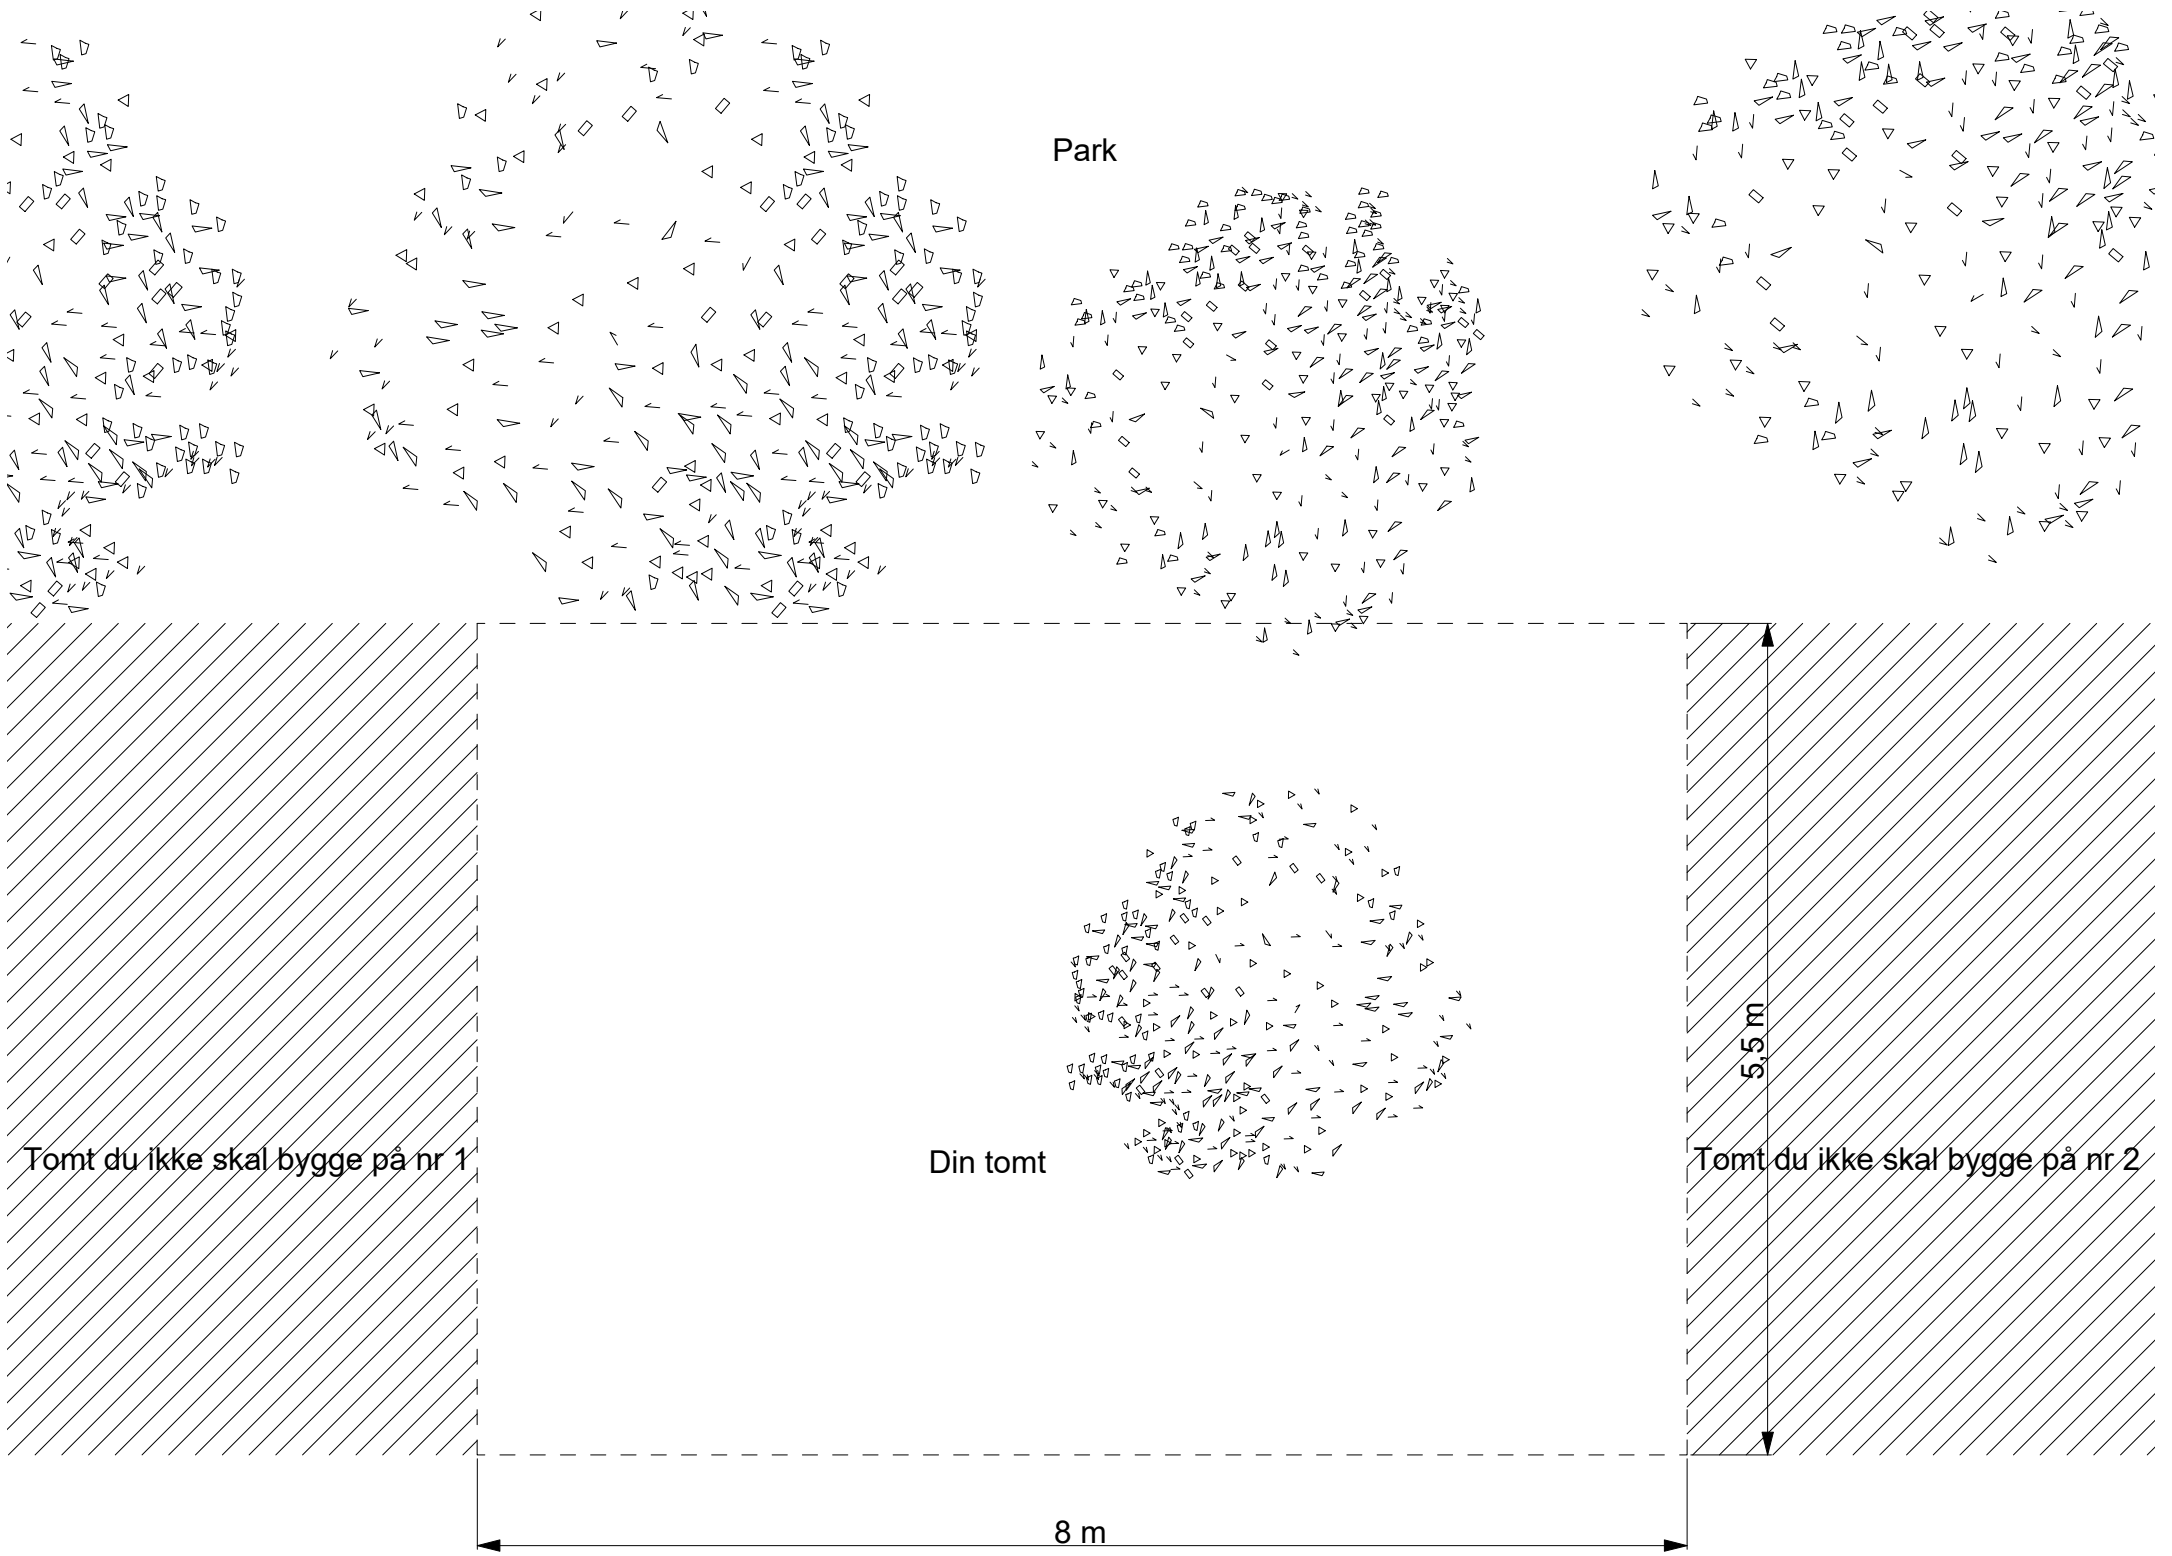 Park
5,5 m
Tomt du ikke skal bygge på nr 1
Din tomt
Tomt du ikke skal bygge på nr 2
8 m